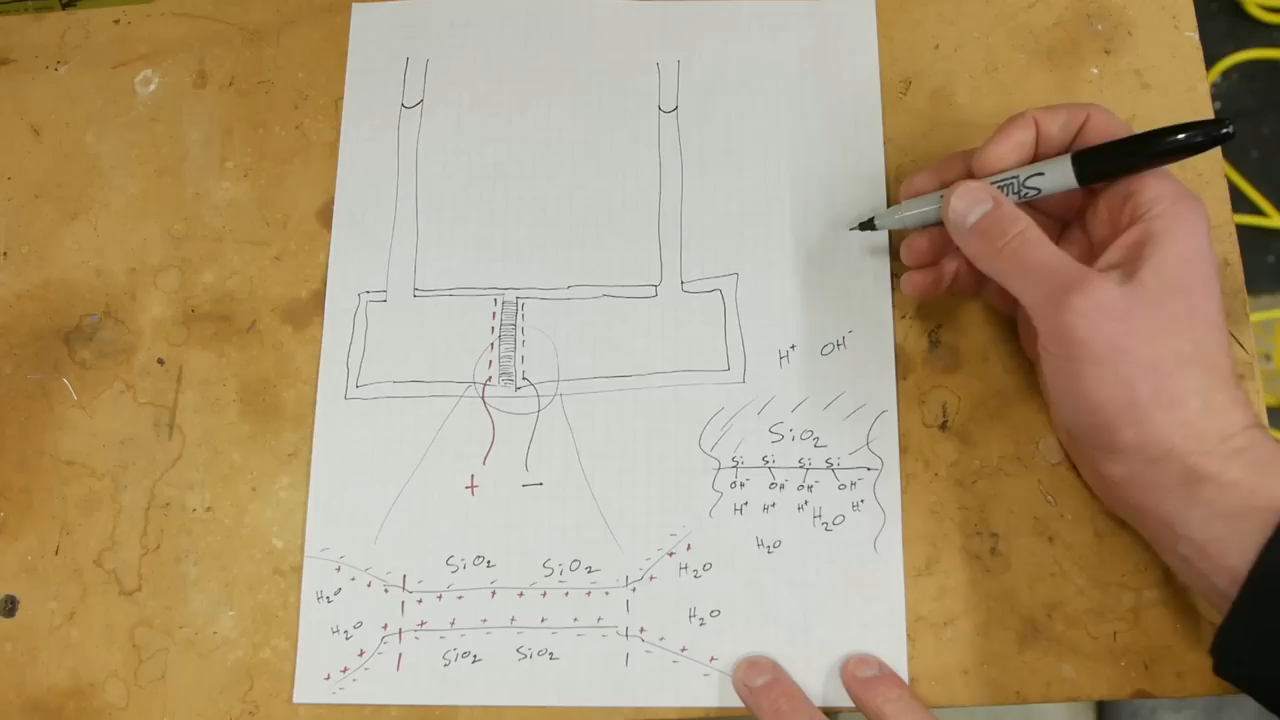 Sha
H⁺ OH⁻
SiO₂
Si Si Si Si
OH⁻ OH⁻ OH⁻ OH⁻
H⁺ H⁺ H⁺ H⁺
H₂O
H₂O
+ −
SiO₂ SiO₂
H₂O H₂O
H₂O H₂O
SiO₂ SiO₂